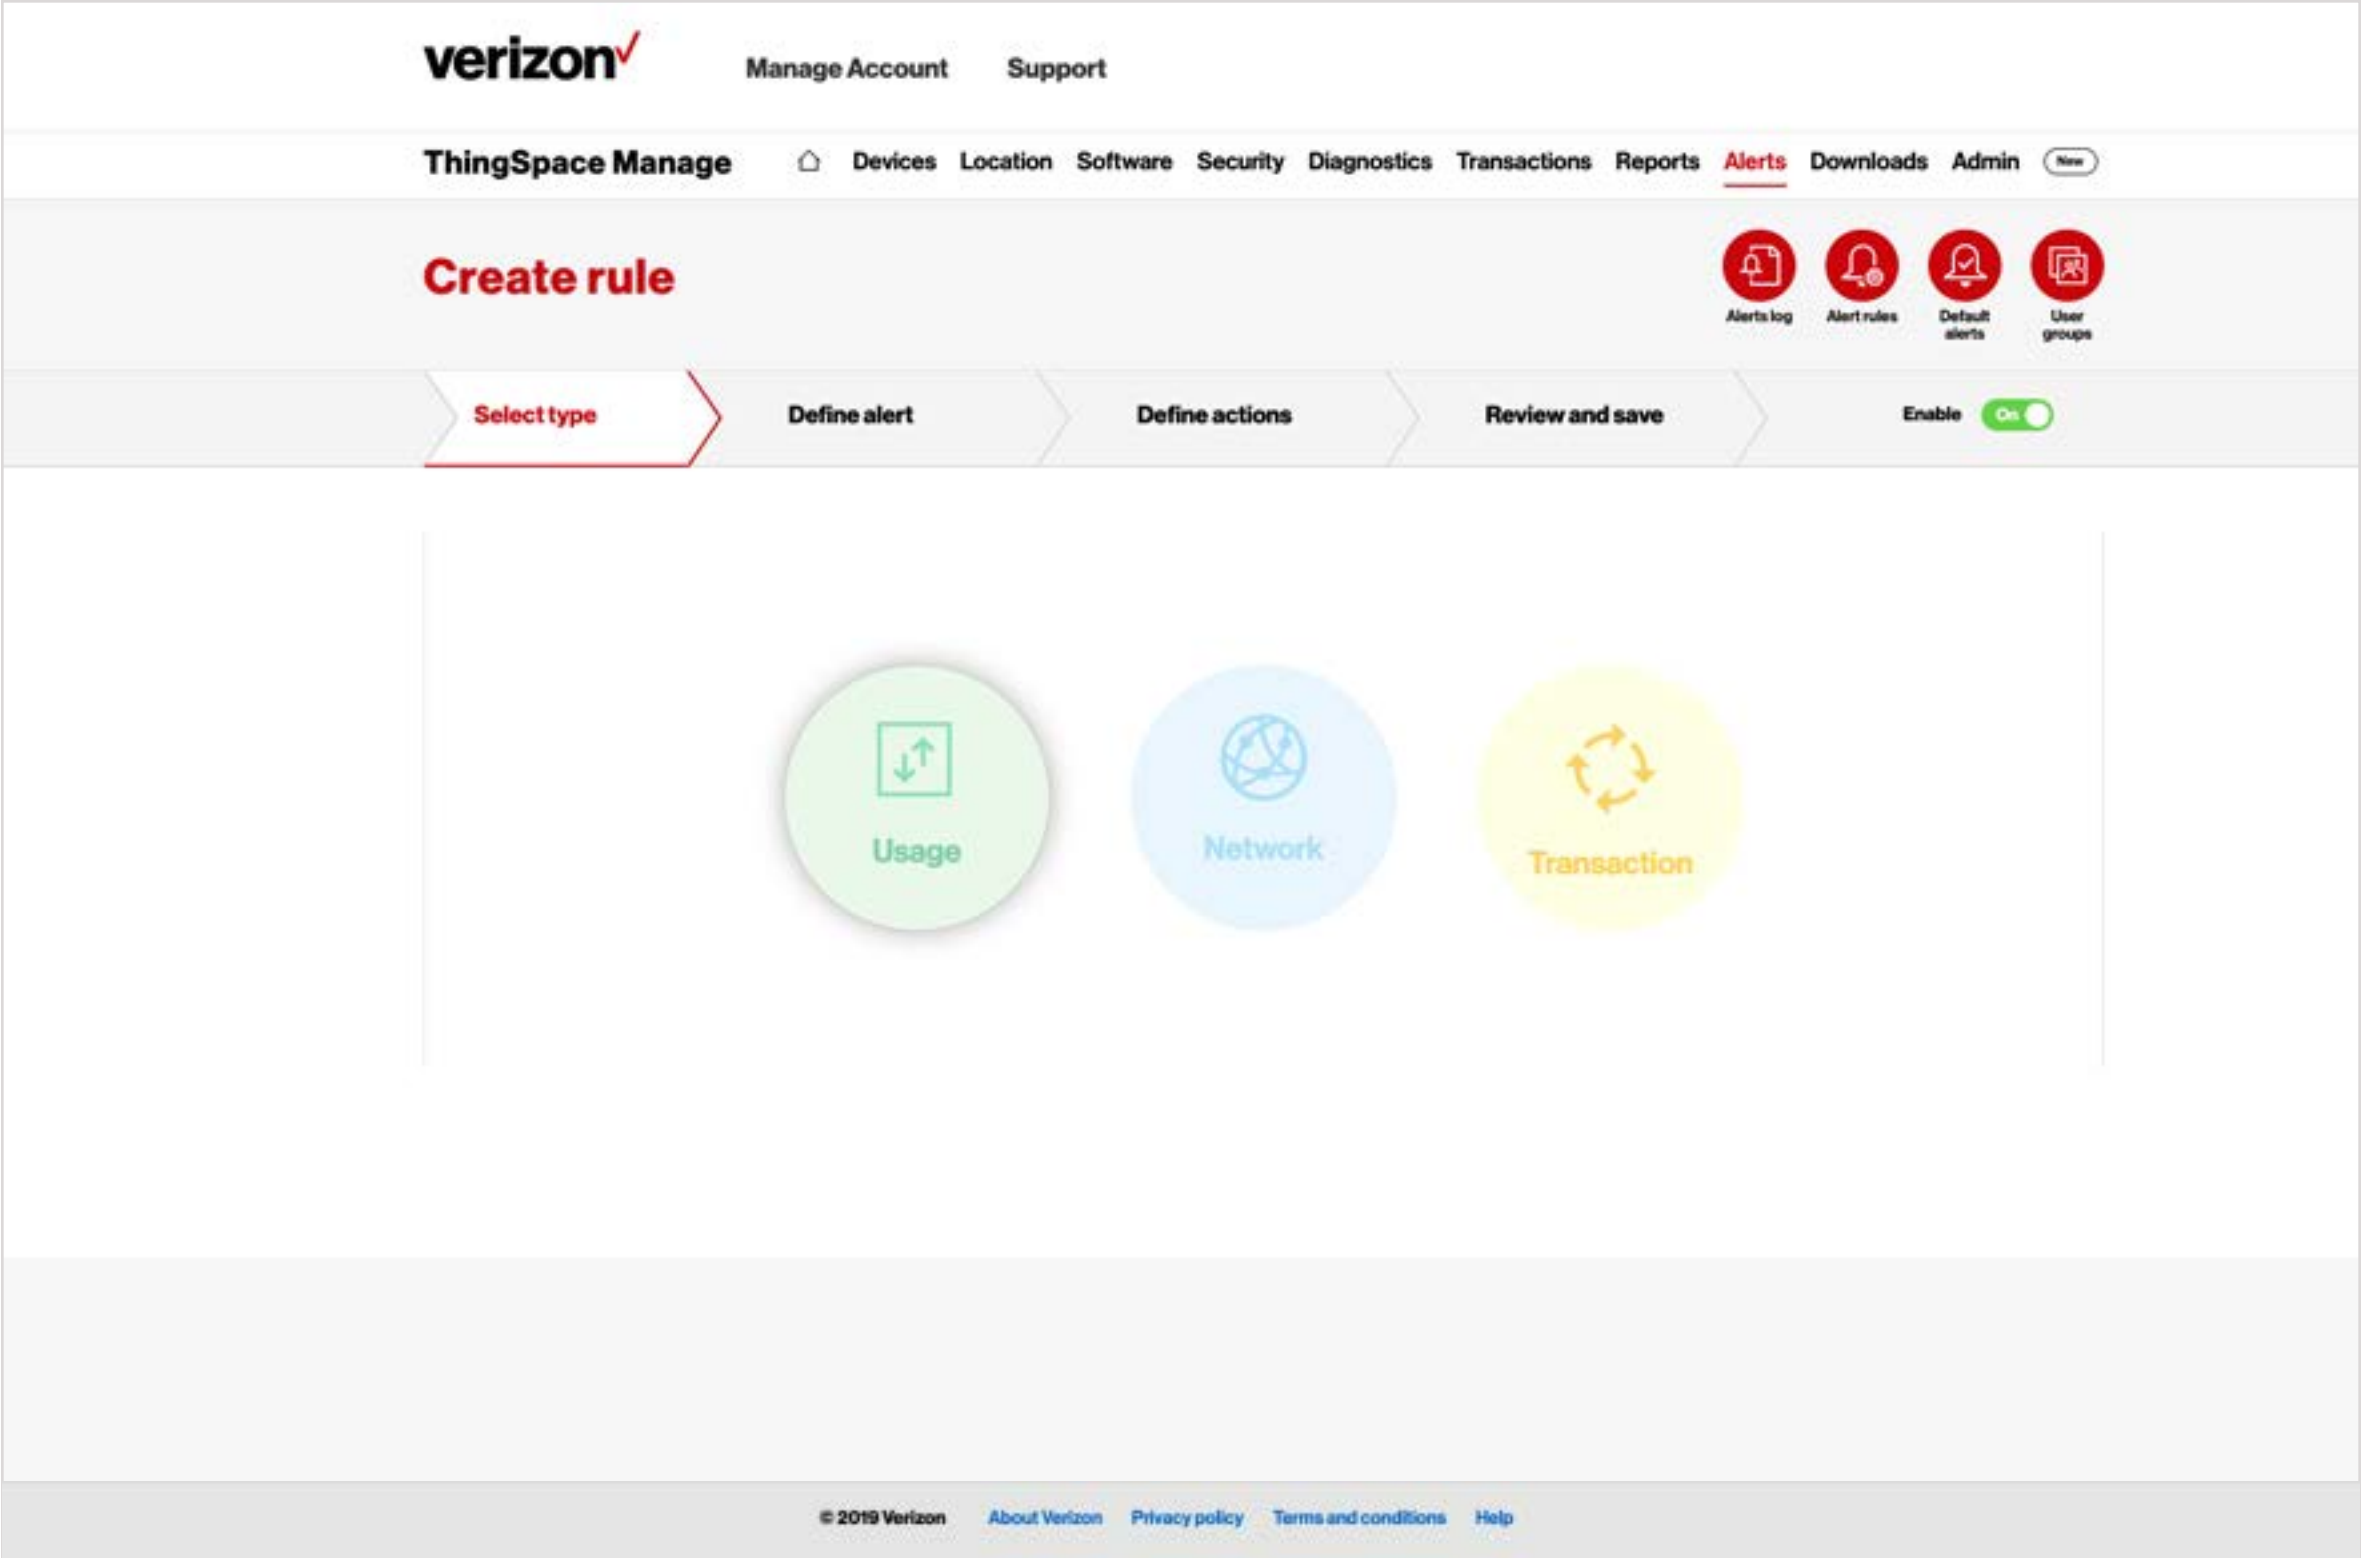 verizon
Manage Account Support
ThingSpace Manage Devices Location Software Security Diagnostics Transactions Reports Alerts Downloads Admin New
Create rule
Alerts log Alert rules Default alerts User groups
Select type Define alert Define actions Review and save Enable On
Usage Network Transaction
© 2019 Verizon About Verizon Privacy policy Terms and conditions Help